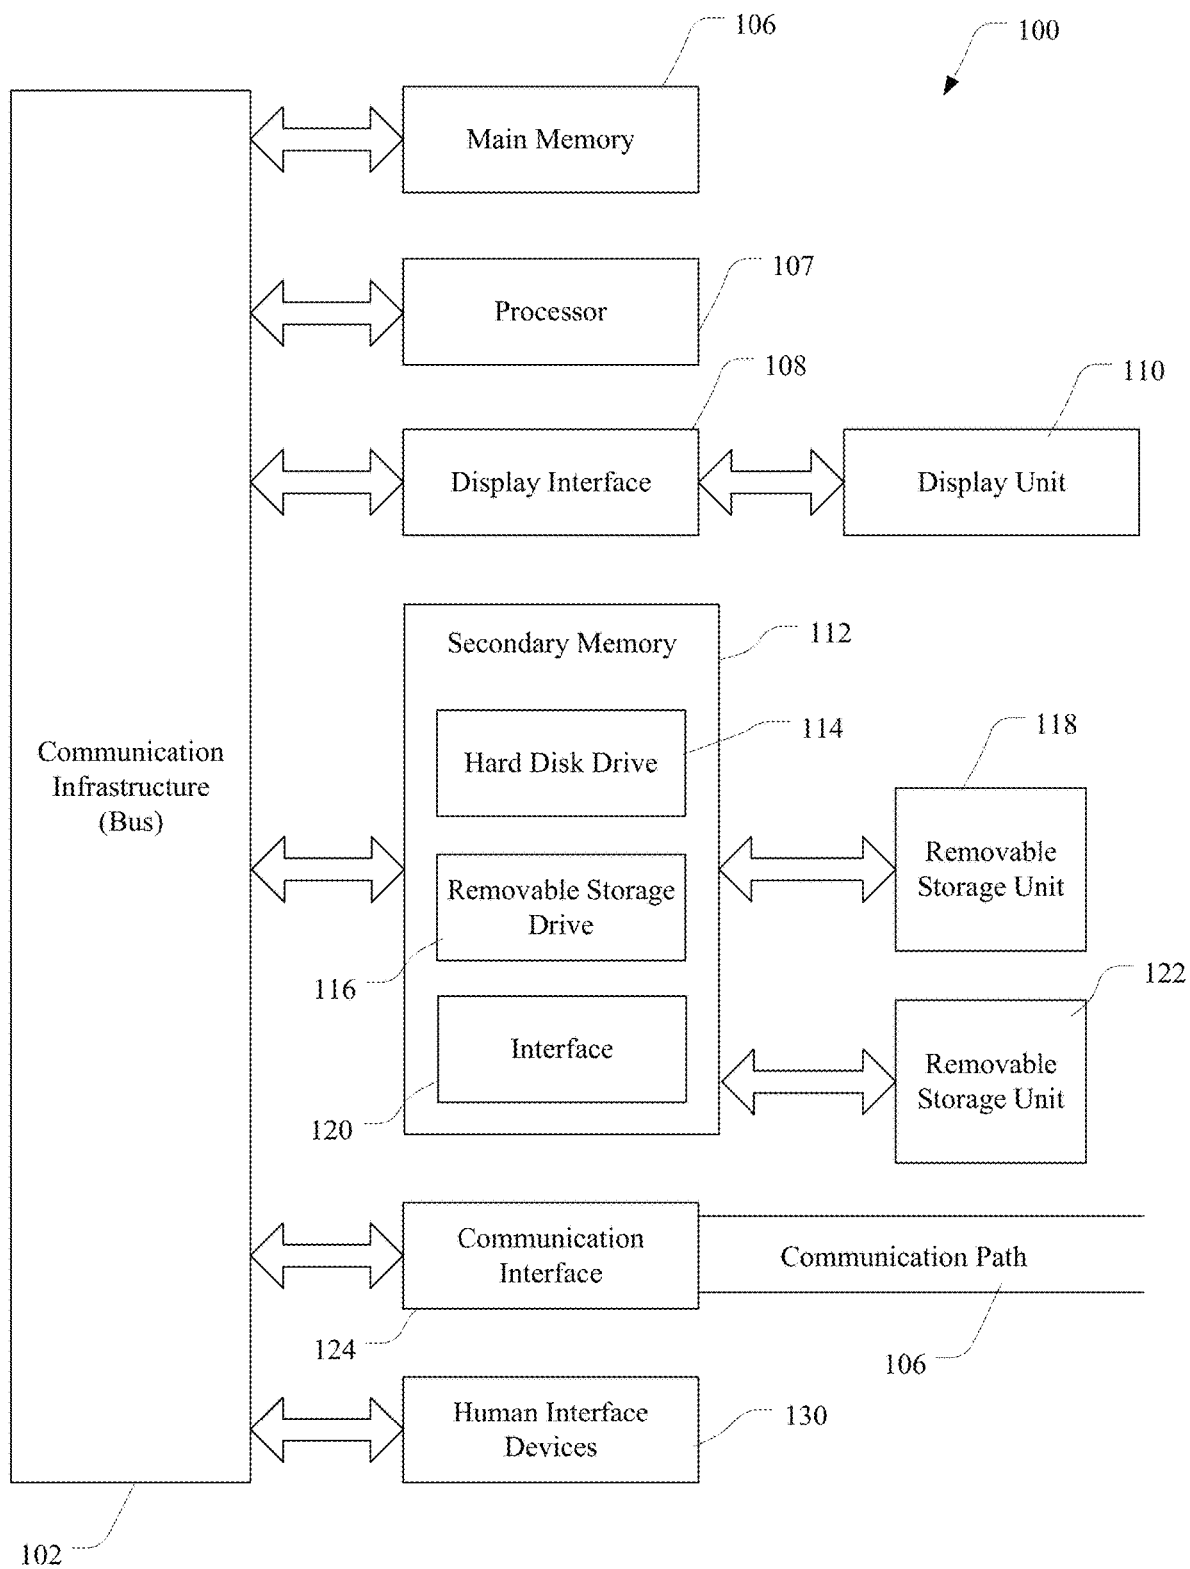 106
100
Main Memory
107
Processor
108
110
Display Interface
Display Unit
112
Secondary Memory
114
118
Hard Disk Drive
Communication
Infrastructure
(Bus)
Removable
Storage Unit
Removable Storage
Drive
116
122
Interface
Removable
Storage Unit
120
Communication
Interface
Communication Path
124
106
Human Interface
Devices
130
102